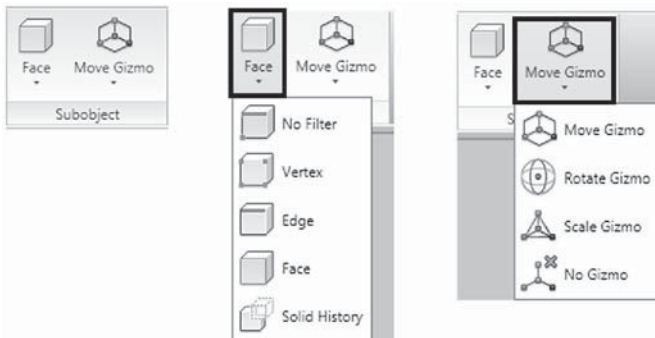 Face
Move Gizmo
Subobject
Face
Move Gizmo
No Filter
Vertex
Edge
Face
Solid History
Face
Move Gizmo
S
Move Gizmo
Rotate Gizmo
Scale Gizmo
No Gizmo